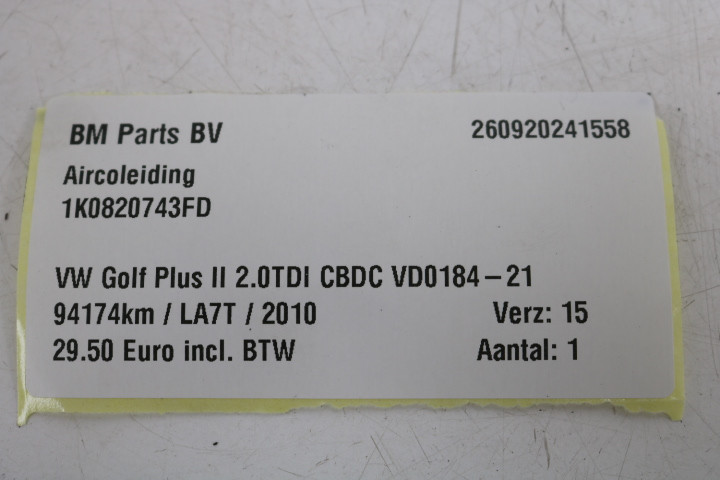 BM Parts BV 260920241558
Aircoleiding
1K0820743FD
VW Golf Plus II 2.0TDI CBDC VD0184-21
94174km / LA7T / 2010 Verz: 15
29.50 Euro incl. BTW Aantal: 1